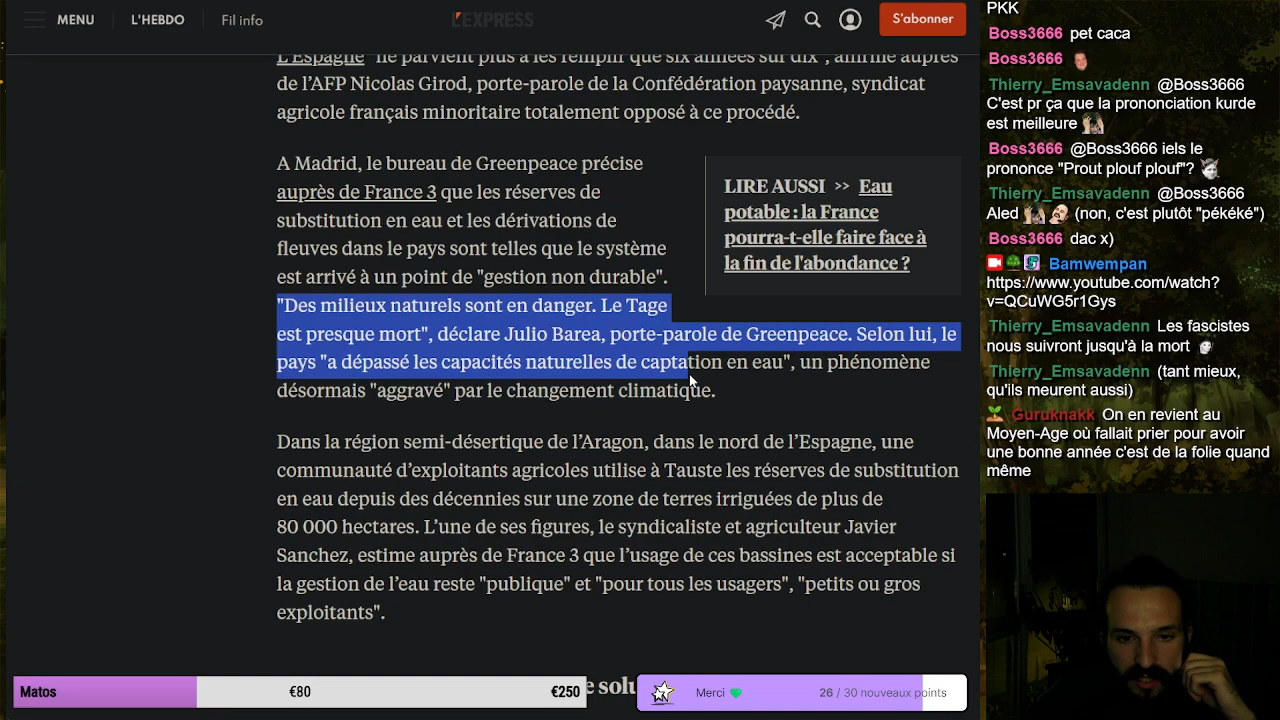 MENU
L'HEBDO
Fil info
L'EXPRESS
S'abonner
L'Espagne "ne parvient plus à les remplir que six années sur dix", affirme auprès
de l'AFP Nicolas Girod, porte-parole de la Confédération paysanne, syndicat
agricole français minoritaire totalement opposé à ce procédé.
A Madrid, le bureau de Greenpeace précise
auprès de France 3 que les réserves de
substitution en eau et les dérivations de
fleuves dans le pays sont telles que le système
est arrivé à un point de "gestion non durable".
"Des milieux naturels sont en danger. Le Tage
est presque mort", déclare Julio Barea, porte-parole de Greenpeace. Selon lui, le
pays "a dépassé les capacités naturelles de captation en eau", un phénomène
désormais "aggravé" par le changement climatique.
LIRE AUSSI >> Eau
potable : la France
pourra-t-elle faire face à
la fin de l'abondance ?
Dans la région semi-désertique de l'Aragon, dans le nord de l'Espagne, une
communauté d'exploitants agricoles utilise à Tauste les réserves de substitution
en eau depuis des décennies sur une zone de terres irriguées de plus de
80 000 hectares. L'une de ses figures, le syndicaliste et agriculteur Javier
Sanchez, estime auprès de France 3 que l'usage de ces bassines est acceptable si
la gestion de l'eau reste "publique" et "pour tous les usagers", "petits ou gros
exploitants".
Matos
€80
€250
e solu
Merci
26 / 30 nouveaux points
PKK
Boss3666 pet caca
Boss3666
Thierry_Emsavadenn @Boss3666
C'est pr ça que la prononciation kurde
est meilleure
Boss3666 @Boss3666 iels le
prononce "Prout plouf plouf"?
Thierry_Emsavadenn @Boss3666
Aled (non, c'est plutôt "pékéké")
Boss3666 dac x)
Bamwempan
https://www.youtube.com/watch?
v=QCuWG5r1Gys
Thierry_Emsavadenn Les fascistes
nous suivront jusqu'à la mort
Thierry_Emsavadenn (tant mieux,
qu'ils meurent aussi)
Guruknakk On en revient au
Moyen-Age où fallait prier pour avoir
une bonne année c'est de la folie quand
même